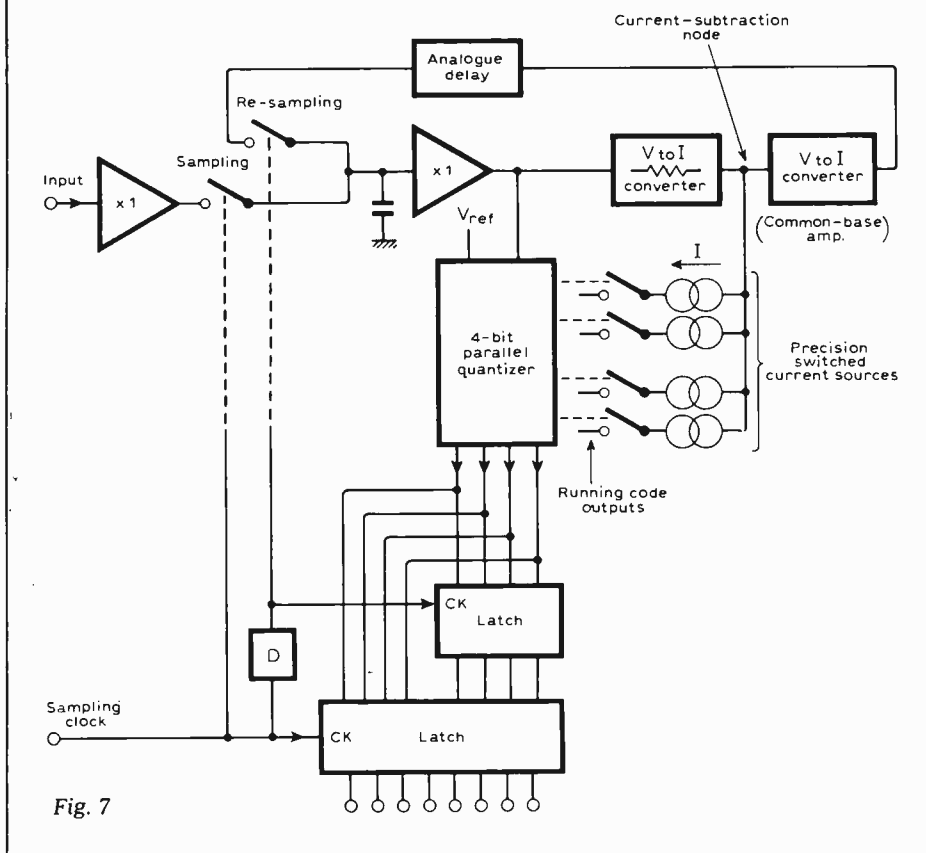 Current-subtraction
node
Analogue
delay
Re-sampling
Sampling
Input
x 1
x 1
V to I
converter
V to I
converter
(Common-base
amp.)
Vref
I
4-bit
parallel
quantizer
Precision
switched
current sources
Running code
outputs
CK
Latch
D
Sampling
clock
CK
Latch
Fig. 7